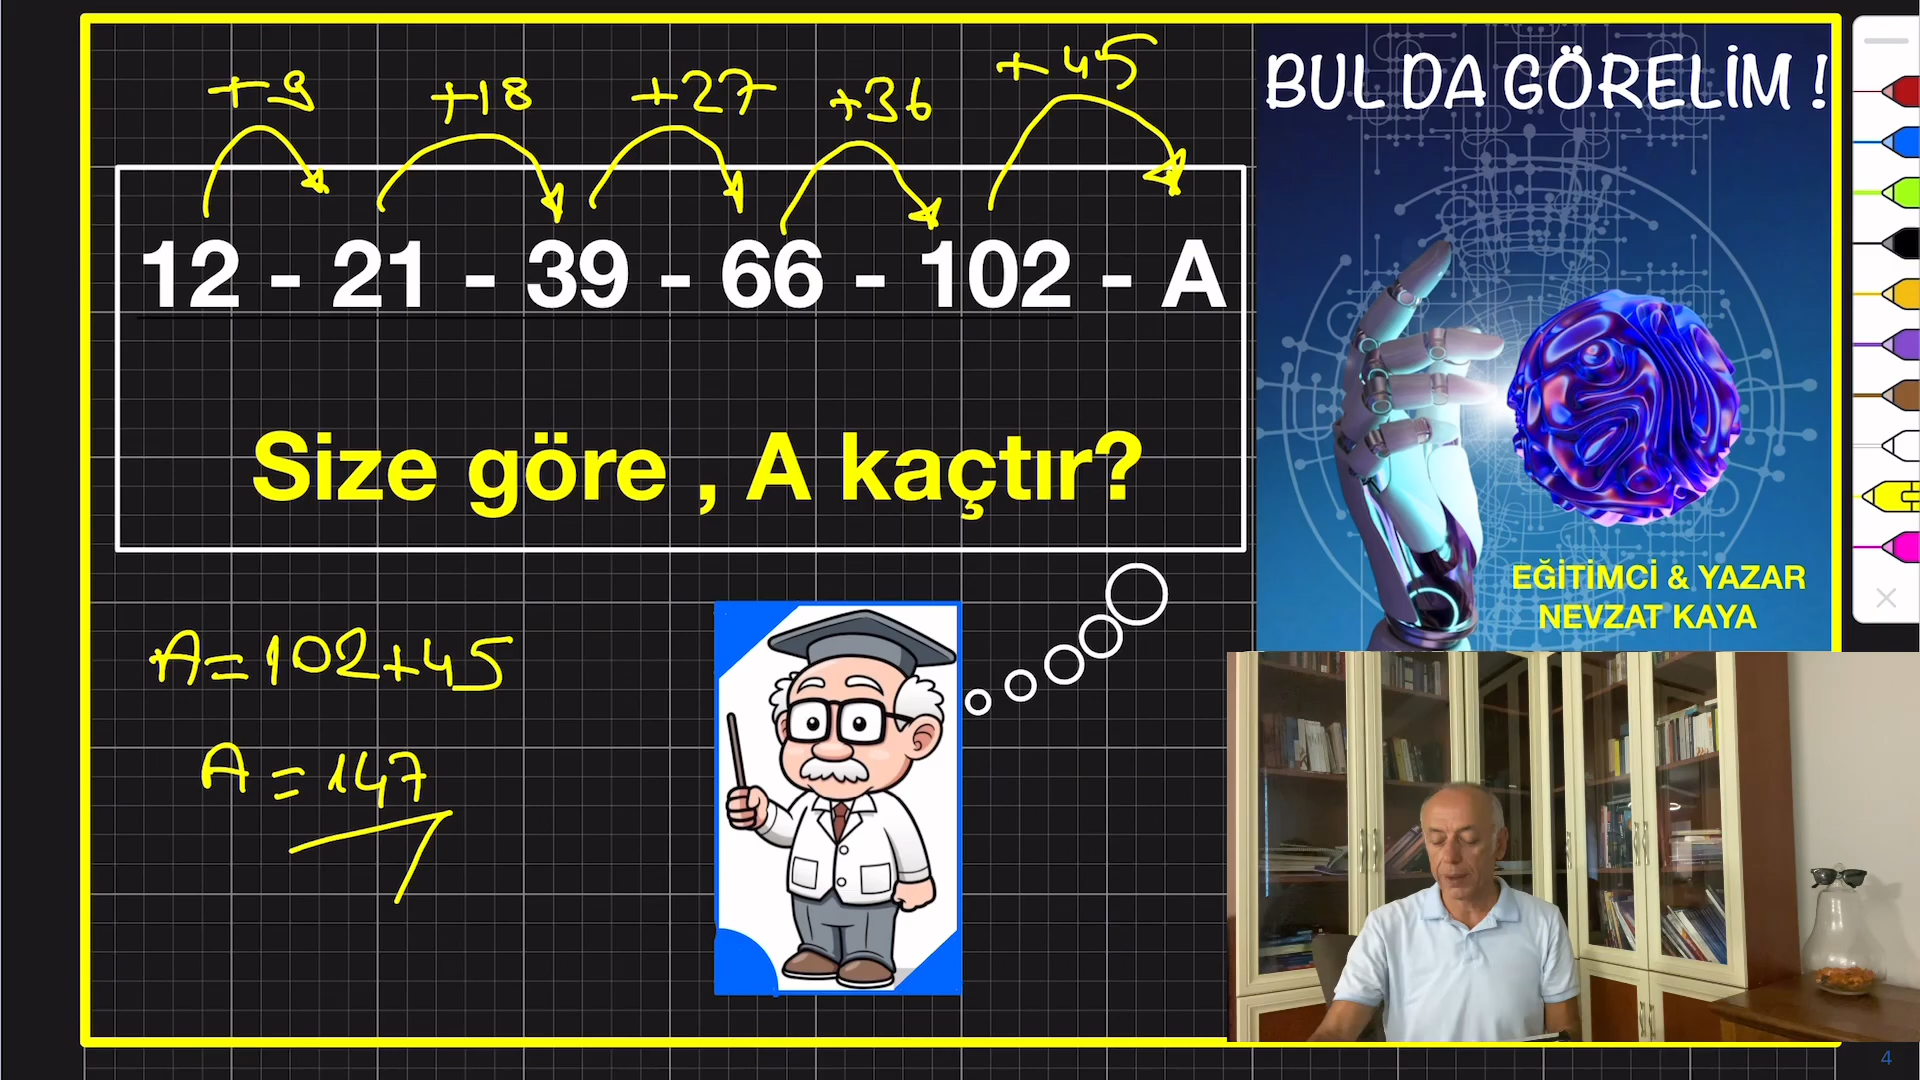 +9 +18 +27 +36 +45
12 - 21 - 39 - 66 - 102 - A
Size göre , A kaçtır?
A=102+45
A=147
BUL DA GÖRELİM !
EĞİTİMCİ & YAZAR
NEVZAT KAYA
4